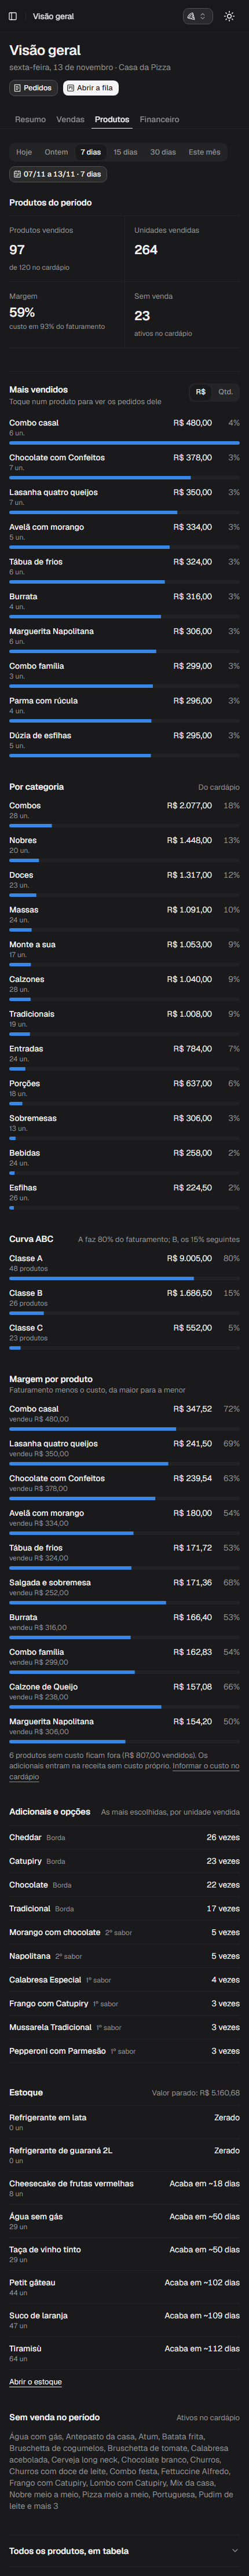 Visão geral
Visão geral
sexta-feira, 13 de novembro · Casa da Pizza
Pedidos
Abrir a fila
Resumo Vendas Produtos Financeiro
Hoje Ontem 7 dias 15 dias 30 dias Este mês
07/11 a 13/11 · 7 dias
Produtos do período
Produtos vendidos
97
de 120 no cardápio
Unidades vendidas
264
Margem
59%
custo em 93% do faturamento
Sem venda
23
ativos no cardápio
Mais vendidos
R$ Qtd.
Toque num produto para ver os pedidos dele
Combo casal R$ 480,00 4%
6 un.
Chocolate com Confeitos R$ 378,00 3%
7 un.
Lasanha quatro queijos R$ 350,00 3%
7 un.
Avelã com morango R$ 334,00 3%
5 un.
Tábua de frios R$ 324,00 3%
6 un.
Burrata R$ 316,00 3%
4 un.
Marguerita Napolitana R$ 306,00 3%
6 un.
Combo família R$ 299,00 3%
3 un.
Parma com rúcula R$ 296,00 3%
4 un.
Dúzia de esfihas R$ 295,00 3%
5 un.
Por categoria Do cardápio
Combos R$ 2.077,00 18%
28 un.
Nobres R$ 1.448,00 13%
20 un.
Doces R$ 1.317,00 12%
23 un.
Massas R$ 1.091,00 10%
24 un.
Monte a sua R$ 1.053,00 9%
17 un.
Calzones R$ 1.040,00 9%
28 un.
Tradicionais R$ 1.008,00 9%
19 un.
Entradas R$ 784,00 7%
24 un.
Porções R$ 637,00 6%
18 un.
Sobremesas R$ 306,00 3%
13 un.
Bebidas R$ 258,00 2%
24 un.
Esfihas R$ 224,50 2%
26 un.
Curva ABC A faz 80% do faturamento; B, os 15% seguintes
Classe A R$ 9.005,00 80%
48 produtos
Classe B R$ 1.686,50 15%
26 produtos
Classe C R$ 552,00 5%
23 produtos
Margem por produto
Faturamento menos o custo, da maior para a menor
Combo casal R$ 347,52 72%
vendeu R$ 480,00
Lasanha quatro queijos R$ 241,50 69%
vendeu R$ 350,00
Chocolate com Confeitos R$ 239,54 63%
vendeu R$ 378,00
Avelã com morango R$ 180,00 54%
vendeu R$ 334,00
Tábua de frios R$ 171,72 53%
vendeu R$ 324,00
Salgada e sobremesa R$ 171,36 68%
vendeu R$ 252,00
Burrata R$ 166,40 53%
vendeu R$ 316,00
Combo família R$ 162,83 54%
vendeu R$ 299,00
Calzone de Queijo R$ 157,08 66%
vendeu R$ 238,00
Marguerita Napolitana R$ 154,20 50%
vendeu R$ 306,00
6 produtos sem custo ficam fora (R$ 807,00 vendidos). Os
adicionais entram na receita sem custo próprio. Informar o custo no
cardápio
Adicionais e opções As mais escolhidas, por unidade vendida
Cheddar Borda 26 vezes
Catupiry Borda 23 vezes
Chocolate Borda 22 vezes
Tradicional Borda 17 vezes
Morango com chocolate 2º sabor 5 vezes
Napolitana 2º sabor 5 vezes
Calabresa Especial 1º sabor 4 vezes
Frango com Catupiry 1º sabor 3 vezes
Mussarela Tradicional 1º sabor 3 vezes
Pepperoni com Parmesão 1º sabor 3 vezes
Estoque Valor parado: R$ 5.160,68
Refrigerante em lata Zerado
0 un
Refrigerante de guaraná 2L Zerado
0 un
Cheesecake de frutas vermelhas Acaba em ~18 dias
8 un
Água sem gás Acaba em ~50 dias
29 un
Taça de vinho tinto Acaba em ~50 dias
29 un
Petit gâteau Acaba em ~102 dias
44 un
Suco de laranja Acaba em ~109 dias
47 un
Tiramisù Acaba em ~112 dias
64 un
Abrir o estoque
Sem venda no período Ativos no cardápio
Água com gás, Antepasto da casa, Atum, Batata frita,
Bruschetta de cogumelos, Bruschetta de tomate, Calabresa
acebolada, Cerveja long neck, Chocolate branco, Churros,
Churros com doce de leite, Combo festa, Fettuccine Alfredo,
Frango com Catupiry, Lombo com Catupiry, Mix da casa,
Nobre meio a meio, Pizza meio a meio, Portuguesa, Pudim de
leite e mais 3
Todos os produtos, em tabela